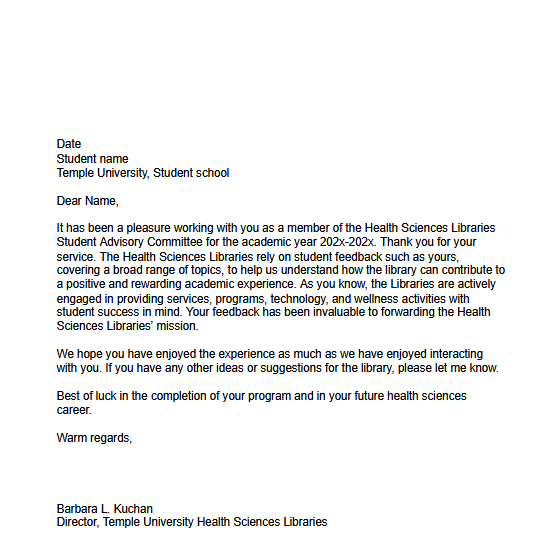 Date
Student name
Temple University, Student school
Dear Name,
It has been a pleasure working with you as a member of the Health Sciences Libraries
Student Advisory Committee for the academic year 202x-202x. Thank you for your
service. The Health Sciences Libraries rely on student feedback such as yours,
covering a broad range of topics, to help us understand how the library can contribute to
a positive and rewarding academic experience. As you know, the Libraries are actively
engaged in providing services, programs, technology, and wellness activities with
student success in mind. Your feedback has been invaluable to forwarding the Health
Sciences Libraries' mission.
We hope you have enjoyed the experience as much as we have enjoyed interacting
with you. If you have any other ideas or suggestions for the library, please let me know.
Best of luck in the completion of your program and in your future health sciences
career.
Warm regards,
Barbara L. Kuchan
Director, Temple University Health Sciences Libraries